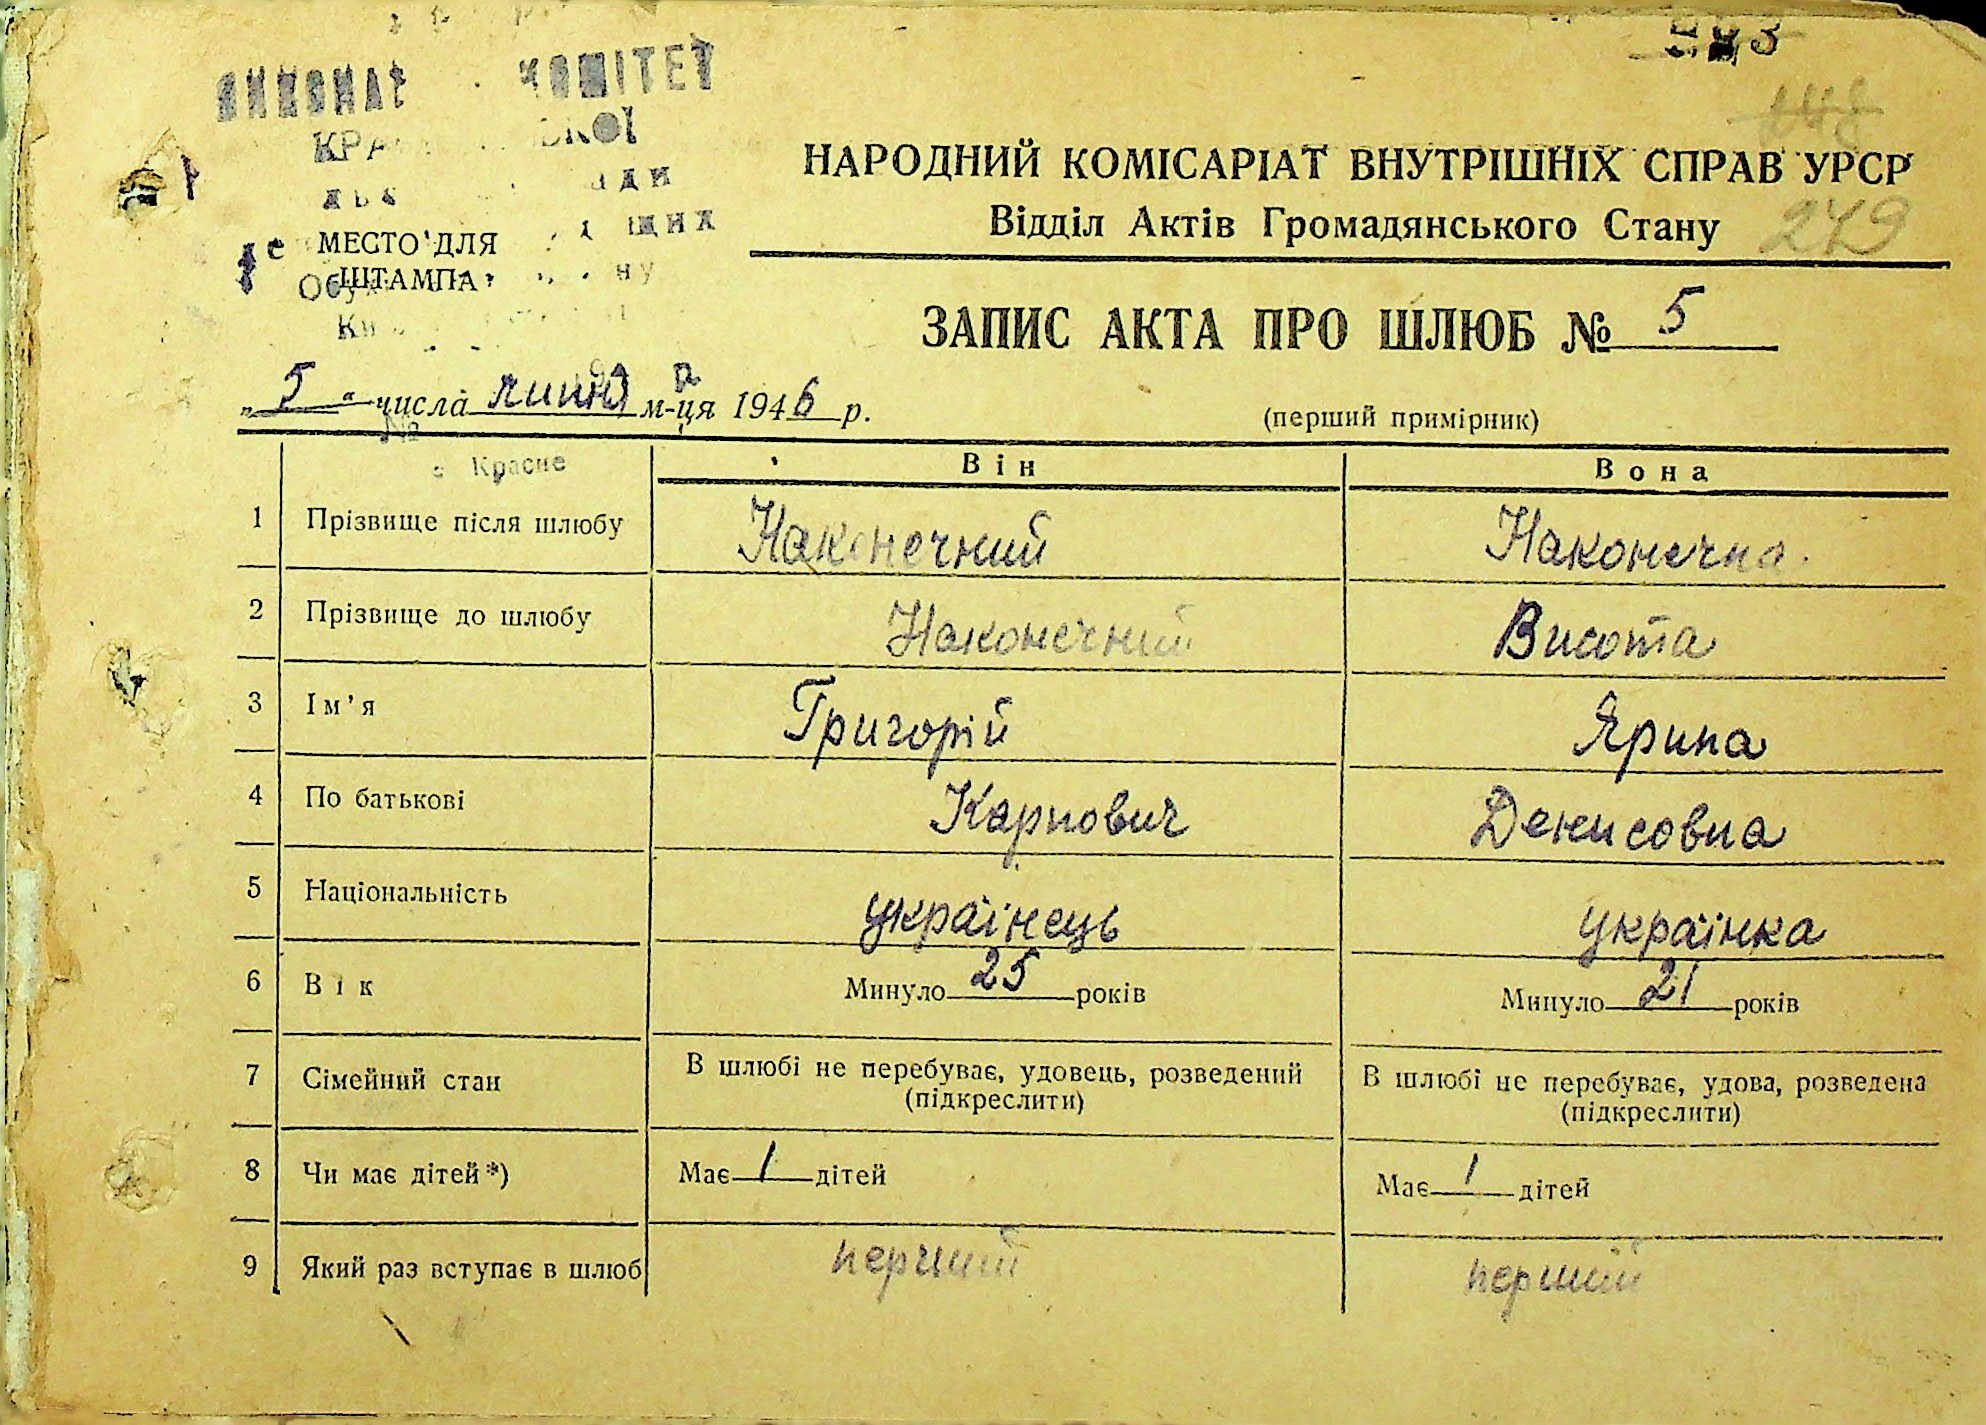 КОМІТЕТ
НАРОДНИЙ КОМІСАРІАТ ВНУТРІШНІХ СПРАВ УРСР
Відділ Актів Громадянського Стану
279
МЕСТО ДЛЯ
ШТАМПА
ЗАПИС АКТА ПРО ШЛЮБ № 5
„5“ числа липня м-ця 1946 р.
(перший примірник)
№
с Красне
Він Вона
1 Прізвище після шлюбу Наконечний Наконечна
2 Прізвище до шлюбу Наконечний Висота
3 Ім'я Григорій Ярина
4 По батькові Карпович Денисовна
5 Національність українець українка
6 Вік Минуло 25 років Минуло 21 років
7 Сімейний стан В шлюбі не перебуває, удовець, розведений В шлюбі не перебуває, удова, розведена
(підкреслити) (підкреслити)
8 Чи має дітей*) Має 1 дітей Має 1 дітей
9 Який раз вступає в шлюб перший перший